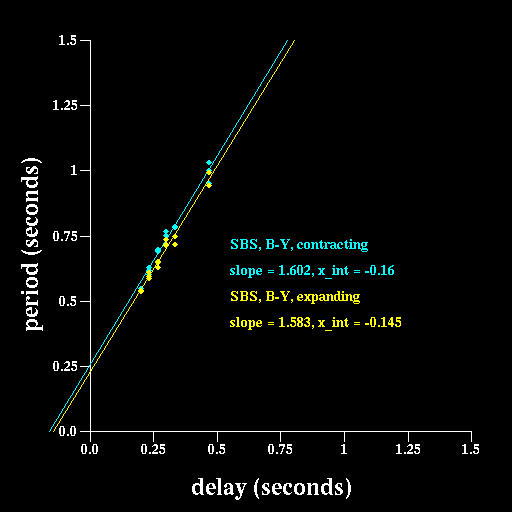 1.5
1.25
1
0.75
0.5
0.25
0.0
period (seconds)
SBS, B-Y, contracting
slope = 1.602, x_int = -0.16
SBS, B-Y, expanding
slope = 1.583, x_int = -0.145
0.0 0.25 0.5 0.75 1 1.25 1.5
delay (seconds)